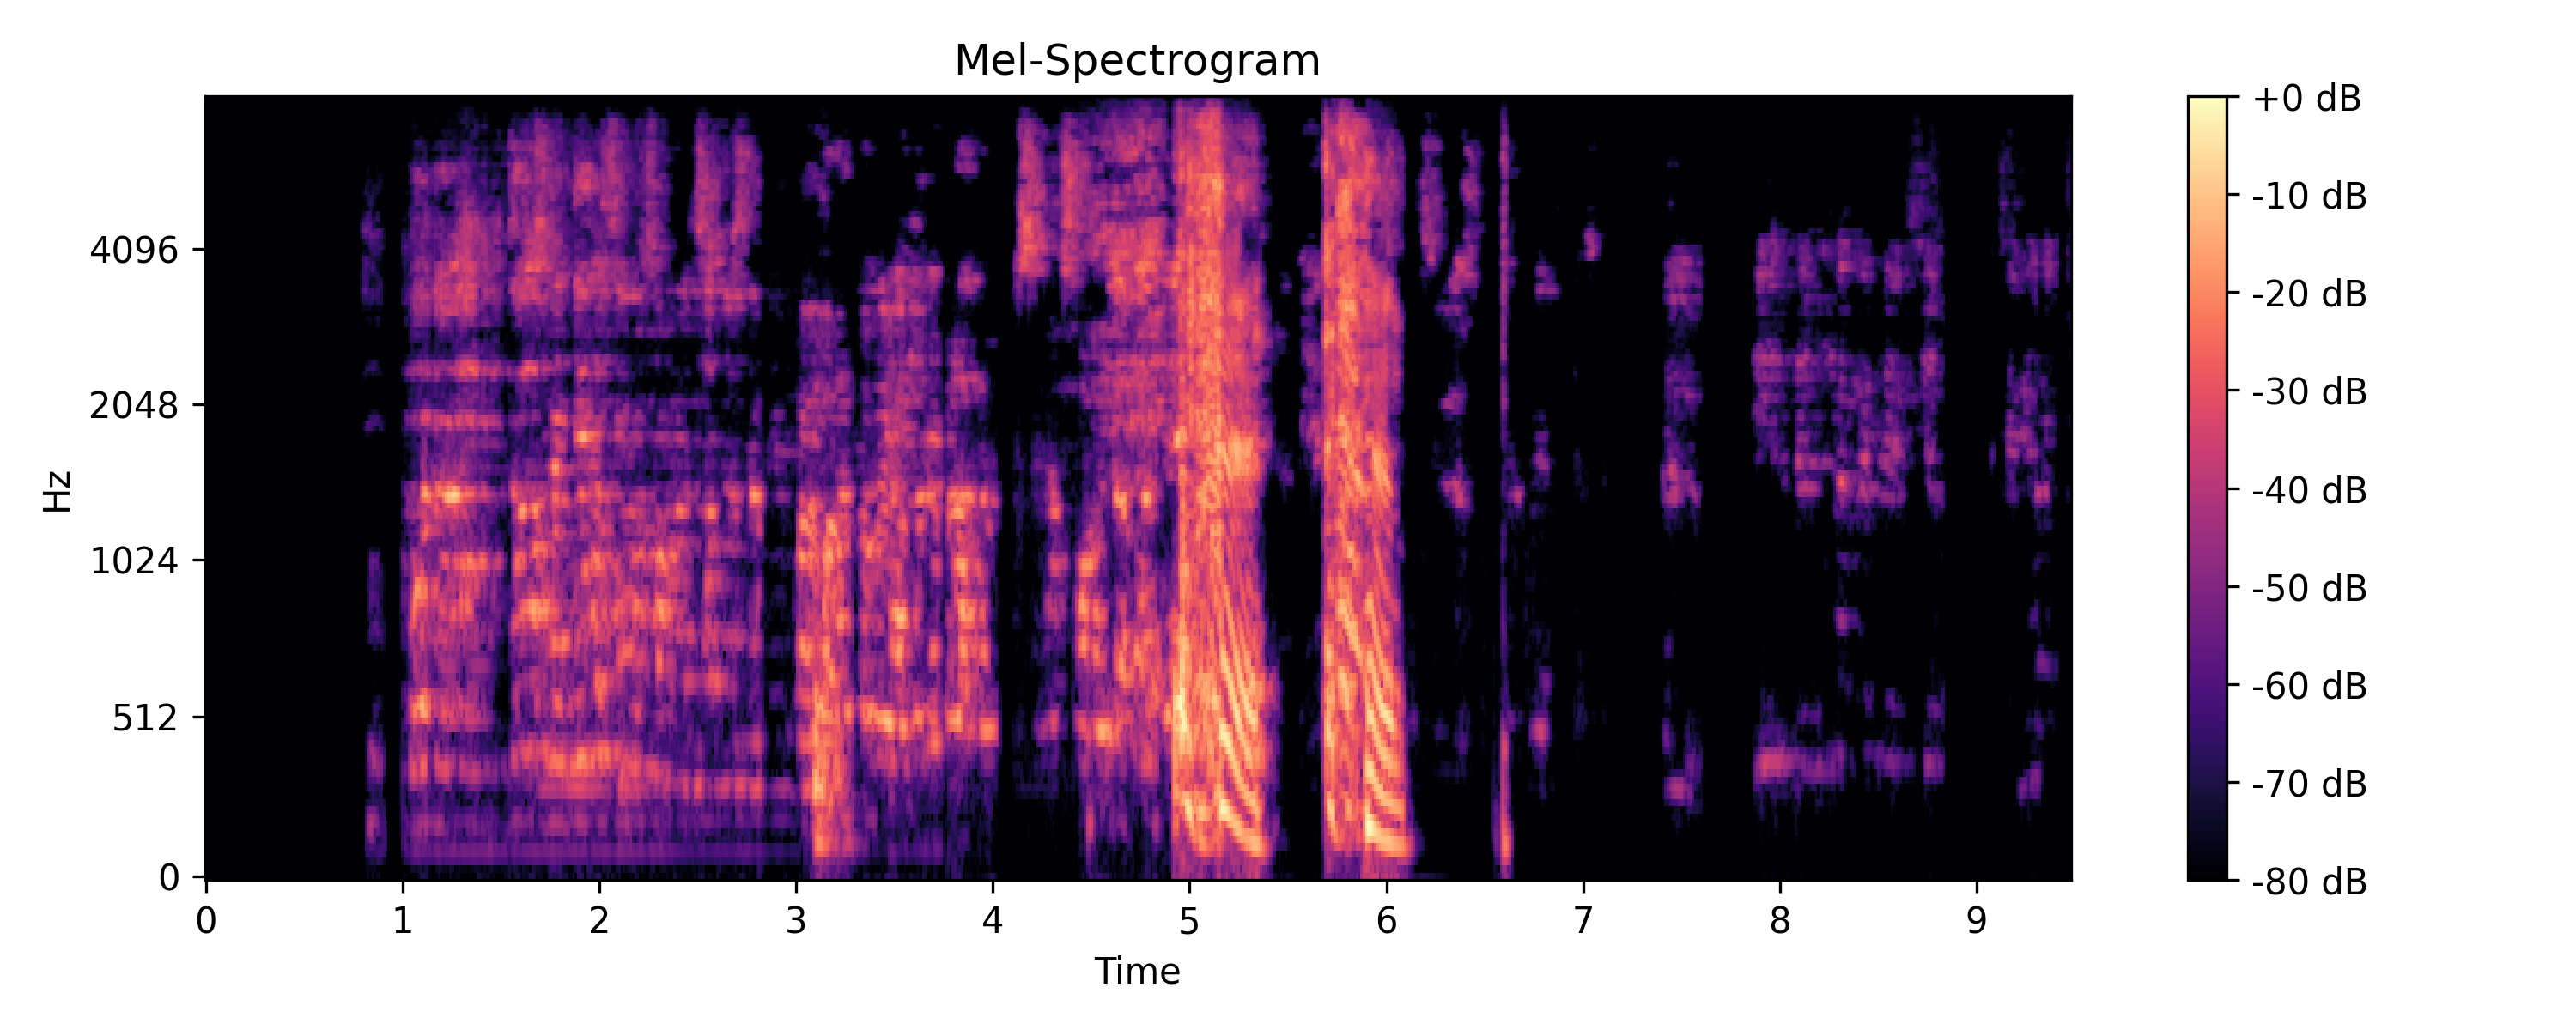 Mel-Spectrogram
Hz
4096
2048
1024
512
0
0 1 2 3 4 5 6 7 8 9
Time
+0 dB
-10 dB
-20 dB
-30 dB
-40 dB
-50 dB
-60 dB
-70 dB
-80 dB